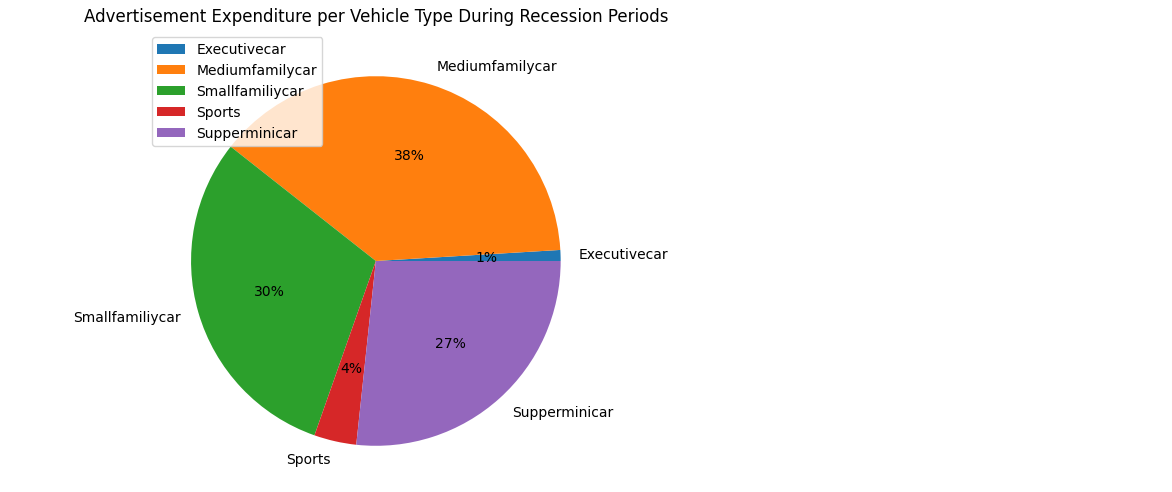 Advertisement Expenditure per Vehicle Type During Recession Periods
Executivecar
Mediumfamilycar
Smallfamiliycar
Sports
Supperminicar
Mediumfamilycar
38%
Executivecar
1%
30%
Smallfamiliycar
27%
4%
Supperminicar
Sports